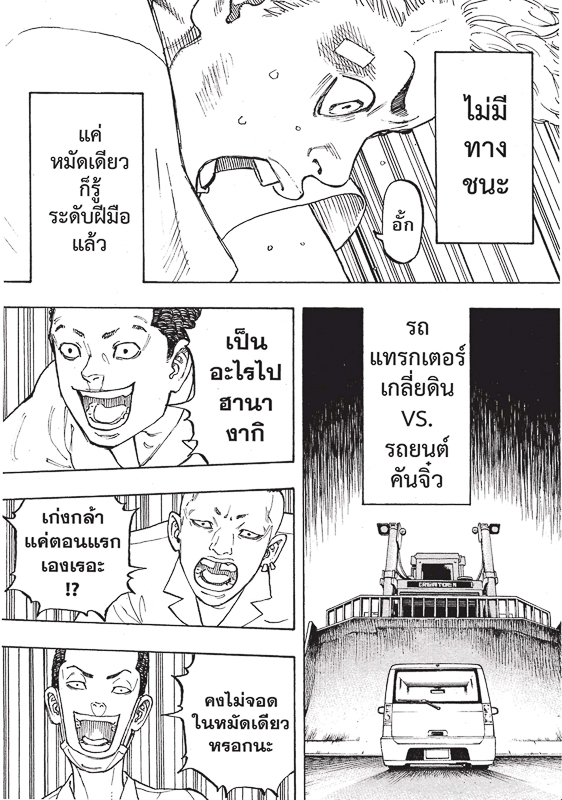 ไม่มี
ทาง
ชนะ
อั้ก
แค่
หมัดเดียว
ก็รู้
ระดับฝีมือ
แล้ว
รถ
แทรกเตอร์
เกลี่ยดิน
VS.
รถยนต์
คันจิ๋ว
เป็น
อะไรไป
ฮานา
งากิ
เก่งกล้า
แค่ตอนแรก
เองเรอะ
!?
คงไม่จอด
ในหมัดเดียว
หรอกนะ